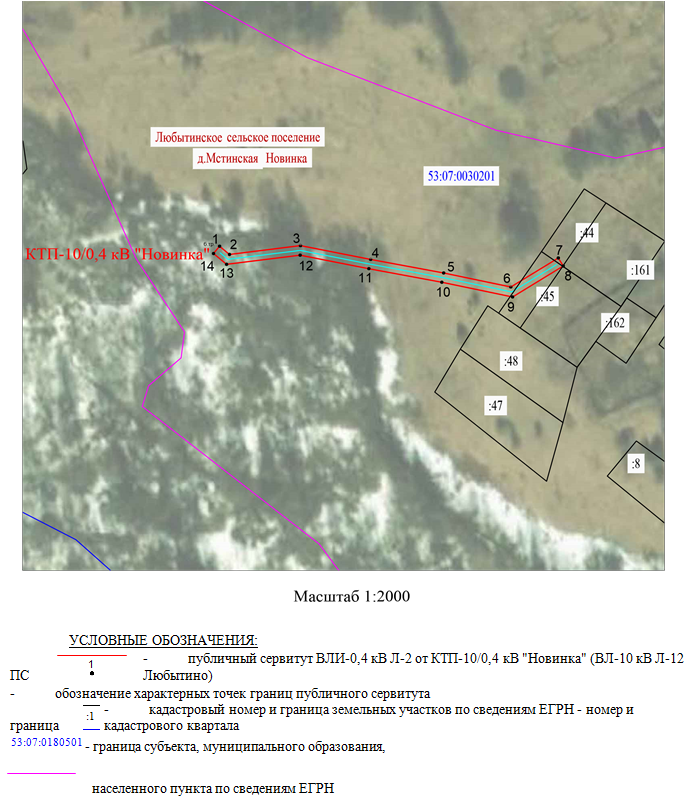 Любытинское сельское поселение
д.Мстинская Новинка
53:07:0030201
:44
1
2
3
7
КТП-10/0,4 кВ "Новинка"
14
13
12
4
11
5
10
6
8
9
:161
:45
:162
:48
:47
:8
Масштаб 1:2000
УСЛОВНЫЕ ОБОЗНАЧЕНИЯ:
- публичный сервитут ВЛИ-0,4 кВ Л-2 от КТП-10/0,4 кВ "Новинка" (ВЛ-10 кВ Л-12
ПС 1 Любытино)
- обозначение характерных точек границ публичного сервитута
:1 - кадастровый номер и граница земельных участков по сведениям ЕГРН - номер и
граница кадастрового квартала
53:07:0180501 - граница субъекта, муниципального образования,
населенного пункта по сведениям ЕГРН